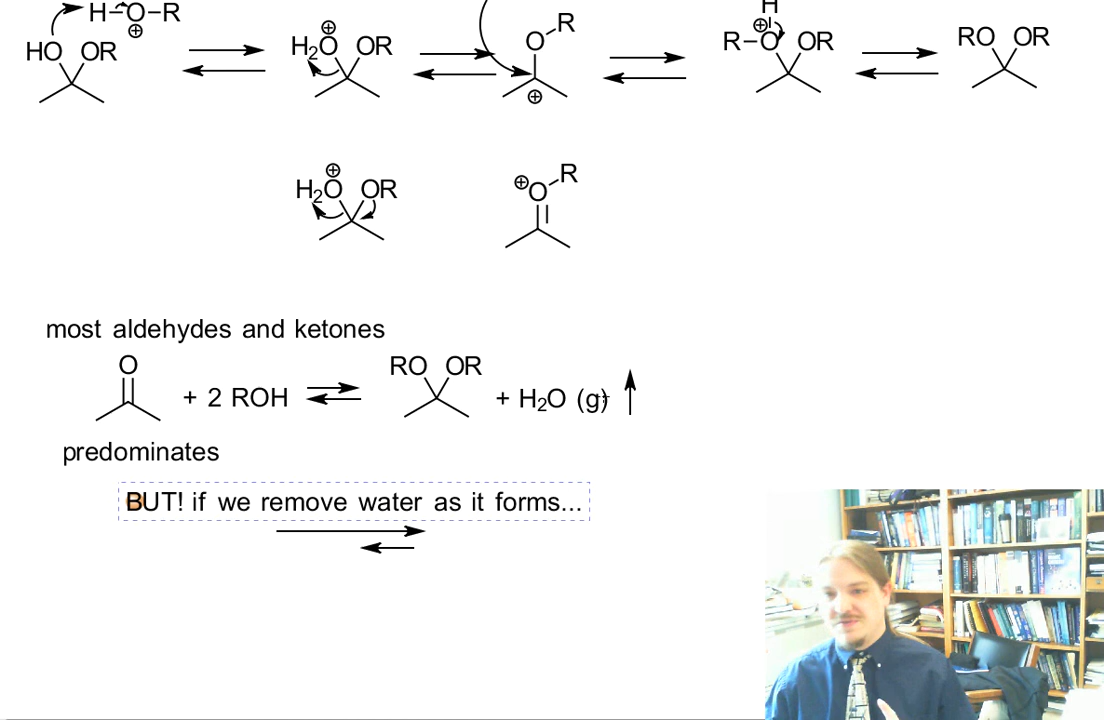 H–O–R
⊕
HO OR
H₂O OR
⊕
O–R
⊕
H
⊕
R–O OR
RO OR
⊕
H₂O OR
⊕O–R
most aldehydes and ketones
O
+ 2 ROH
RO OR
+ H₂O (g)
predominates
BUT! if we remove water as it forms...